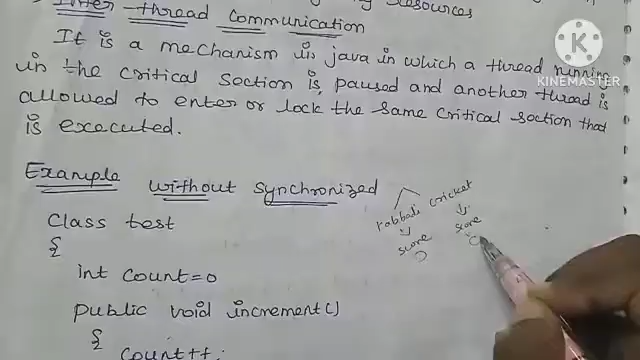 Resources
Inter thread communication
It is a mechanism in java in which a thread running
in the critical section is, paused and another thread is
allowed to enter or lock the same critical section that
is executed.
Example without synchronized
kabbali cricket
score score
Class test
{
int count=0
public void increment()
{
count++;
K
KINEMASTER